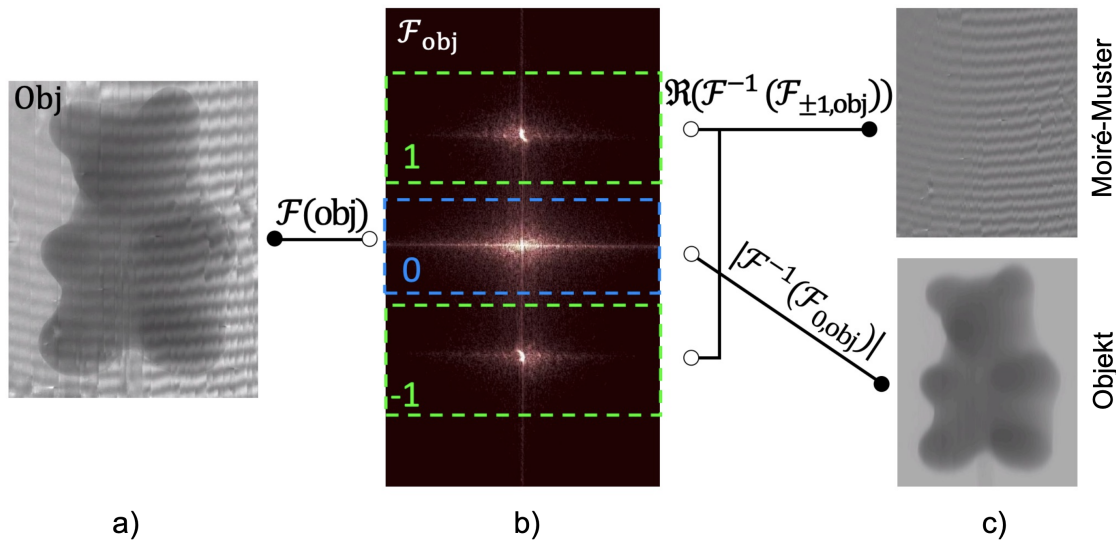 Obj
ℱ(obj)
ℱobj
1
0
-1
ℜ(ℱ⁻¹ (ℱ±1,obj))
|ℱ⁻¹(ℱ0,obj)|
Moiré-Muster
Objekt
a)
b)
c)